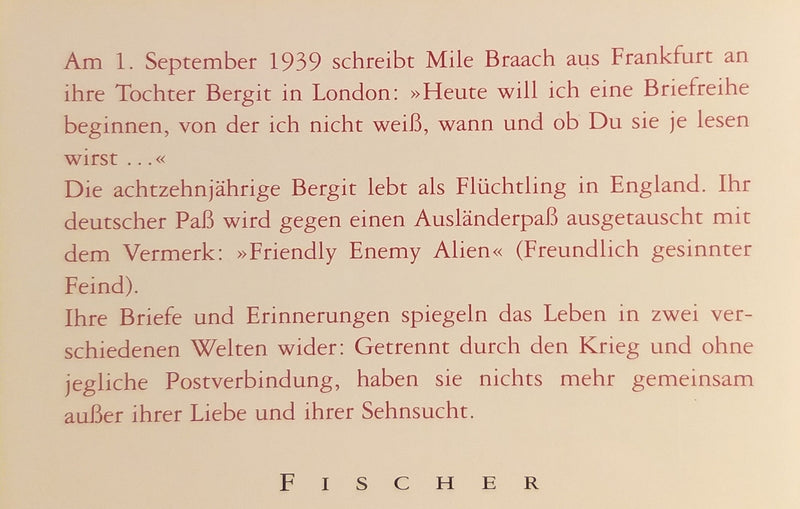 Am 1. September 1939 schreibt Mile Braach aus Frankfurt an
ihre Tochter Bergit in London: »Heute will ich eine Briefreihe
beginnen, von der ich nicht weiß, wann und ob Du sie je lesen
wirst ...«
Die achtzehnjährige Bergit lebt als Flüchtling in England. Ihr
deutscher Paß wird gegen einen Ausländerpaß ausgetauscht mit
dem Vermerk: »Friendly Enemy Alien« (Freundlich gesinnter
Feind).
Ihre Briefe und Erinnerungen spiegeln das Leben in zwei ver-
schiedenen Welten wider: Getrennt durch den Krieg und ohne
jegliche Postverbindung, haben sie nichts mehr gemeinsam
außer ihrer Liebe und ihrer Sehnsucht.
FISCHER